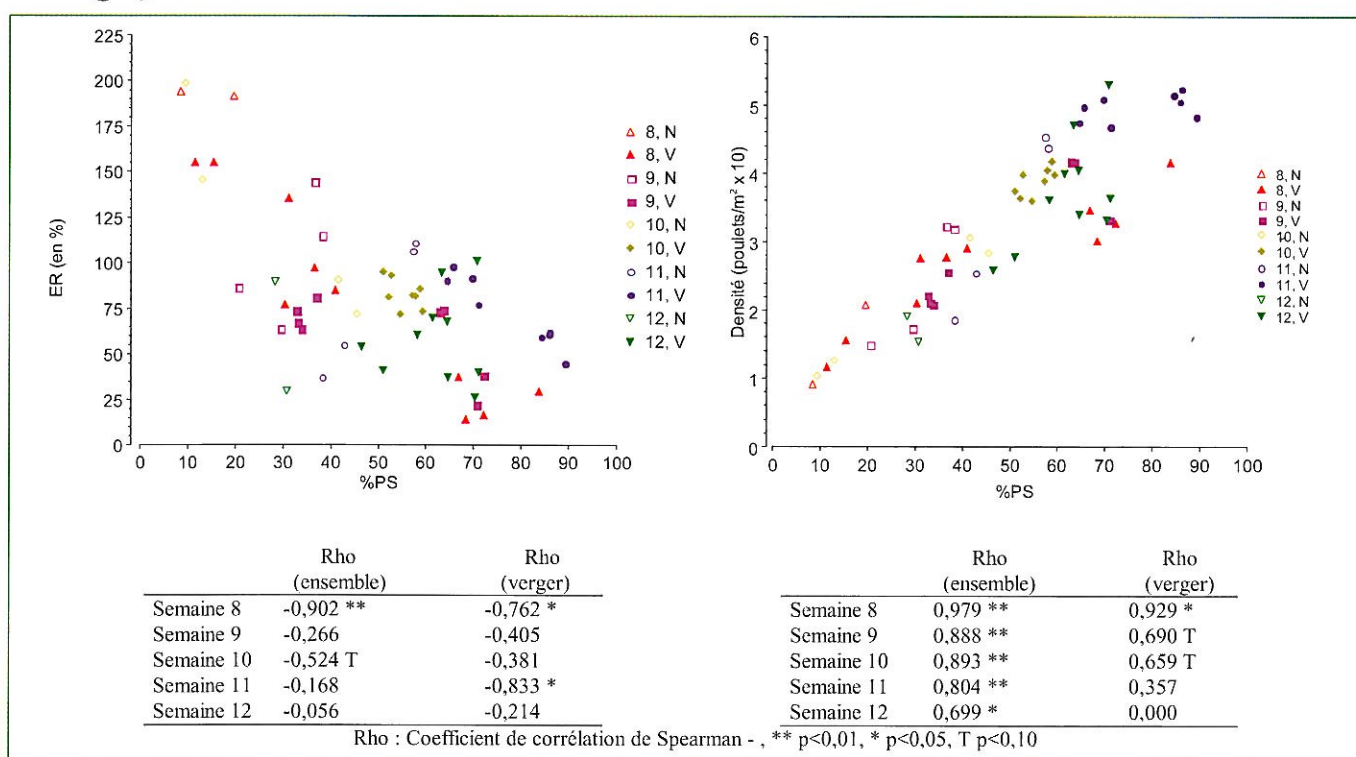 225
200
175
150
125
100
75
50
25
0
ER (en %)
0 10 20 30 40 50 60 70 80 90 100
%PS
8, N
8, V
9, N
9, V
10, N
10, V
11, N
11, V
12, N
12, V
6
5
4
3
2
1
0
Densité (poulets/m² x 10)
0 10 20 30 40 50 60 70 80 90 100
%PS
8, N
8, V
9, N
9, V
10, N
10, V
11, N
11, V
12, N
12, V
Rho Rho
(ensemble) (verger)
Semaine 8 -0,902 ** -0,762 *
Semaine 9 -0,266 -0,405
Semaine 10 -0,524 T -0,381
Semaine 11 -0,168 -0,833 *
Semaine 12 -0,056 -0,214
Rho Rho
(ensemble) (verger)
Semaine 8 0,979 ** 0,929 *
Semaine 9 0,888 ** 0,690 T
Semaine 10 0,893 ** 0,659 T
Semaine 11 0,804 ** 0,357
Semaine 12 0,699 * 0,000
Rho : Coefficient de corrélation de Spearman - , ** p<0,01, * p<0,05, T p<0,10